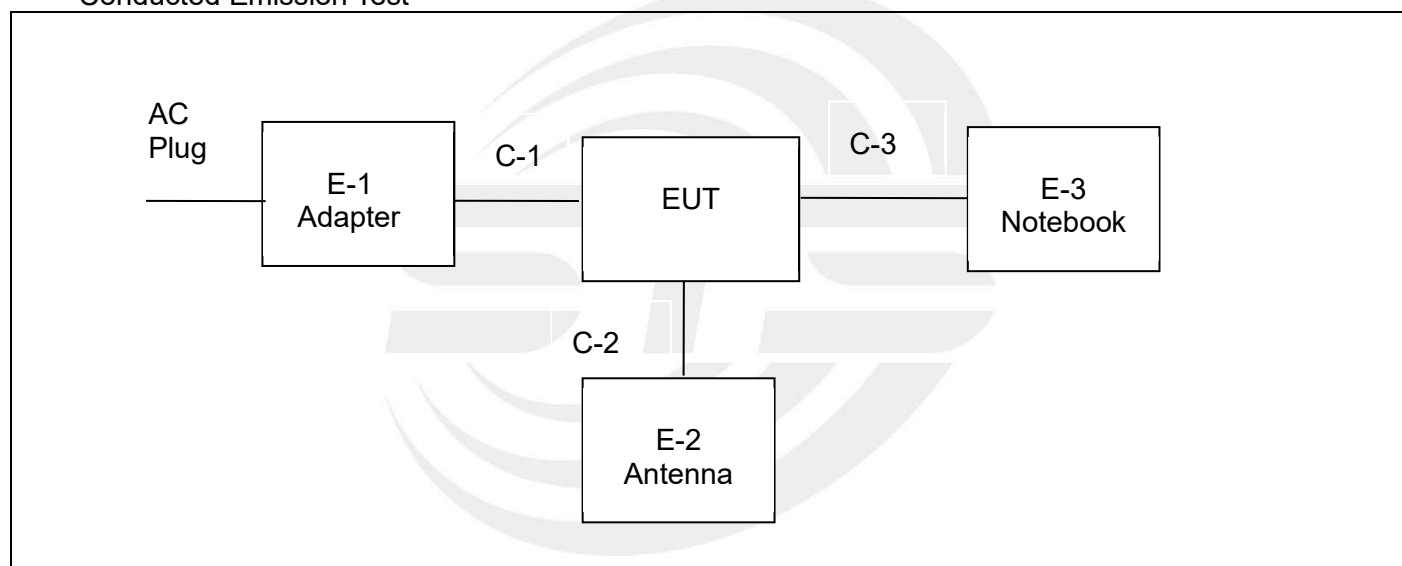 Conducted Emission Test
AC
Plug
E-1
Adapter
C-1
EUT
C-3
E-3
Notebook
C-2
E-2
Antenna